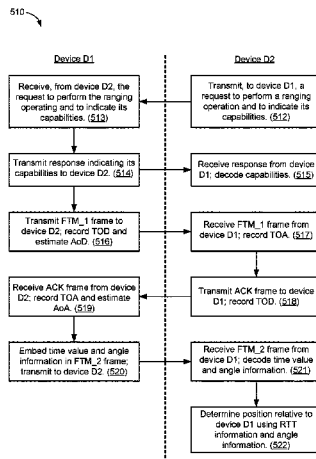 510
Device D1
Device D2
Receive, from device D2, the
request to perform the ranging
operating and to indicate its
capabilities. (513)
Transmit, to device D1, a
request to perform a ranging
operation and to indicate its
capabilities. (512)
Transmit response indicating its
capabilities to device D2. (514)
Receive response from device
D1; decode capabilities. (515)
Transmit FTM_1 frame to
device D2; record TOD and
estimate AoD. (516)
Receive FTM_1 frame from
device D1; record TOA. (517)
Receive ACK frame from device
D2; record TOA and estimate
AoA. (519)
Transmit ACK frame to device
D1; record TOD. (518)
Embed time value and angle
information in FTM_2 frame;
transmit to device D2. (520)
Receive FTM_2 frame from
device D1; decode time value
and angle information. (521)
Determine position relative to
device D1 using RTT
information and angle
information. (522)